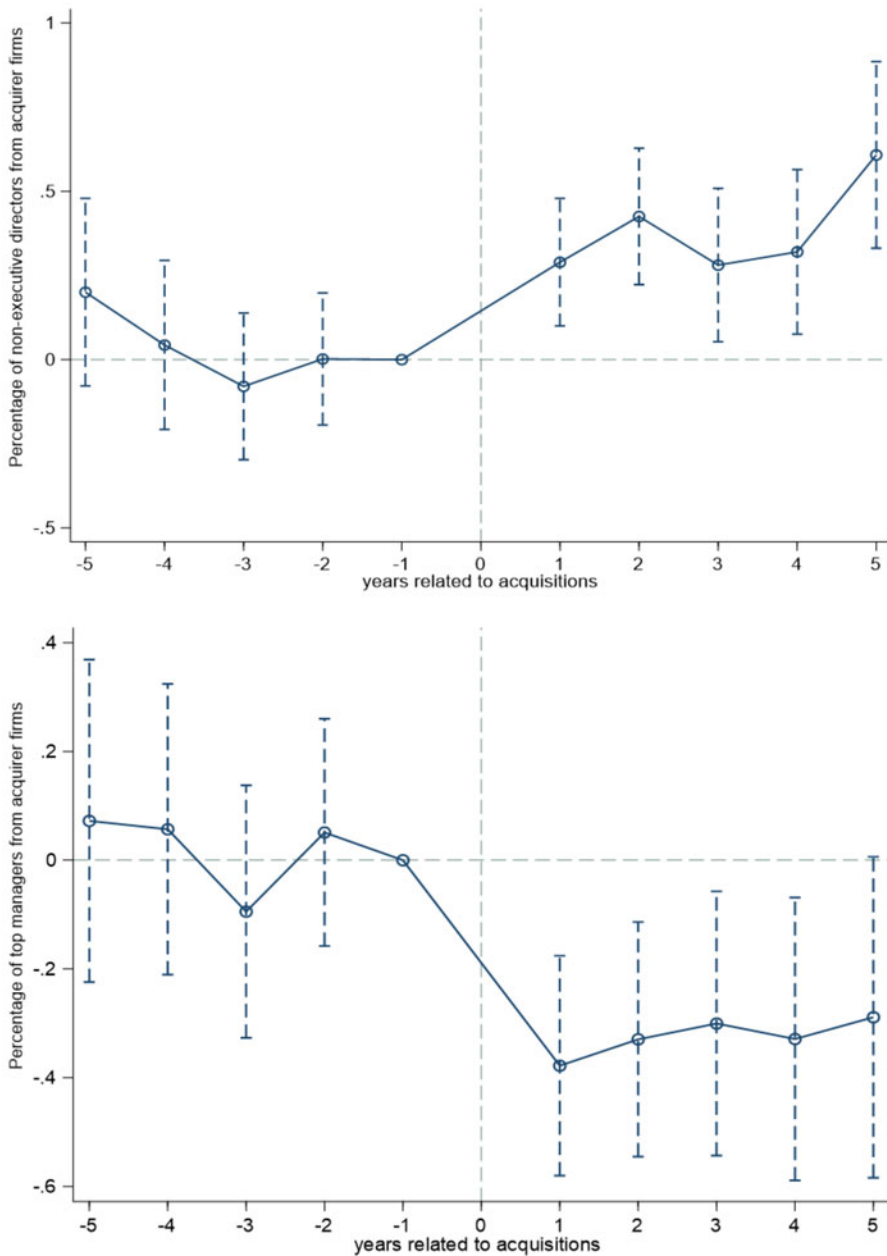 Percentage of non-executive directors from acquirer firms
1
.5
0
-.5
-5 -4 -3 -2 -1 0 1 2 3 4 5
years related to acquisitions
Percentage of top managers from acquirer firms
.4
.2
0
-.2
-.4
-.6
-5 -4 -3 -2 -1 0 1 2 3 4 5
years related to acquisitions